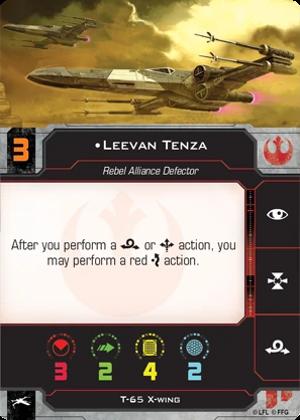 •Leevan Tenza
3
Rebel Alliance Defector
After you perform a or action, you
may perform a red action.
3 2 4 2
T-65 X-wing
©LFL ©FFG